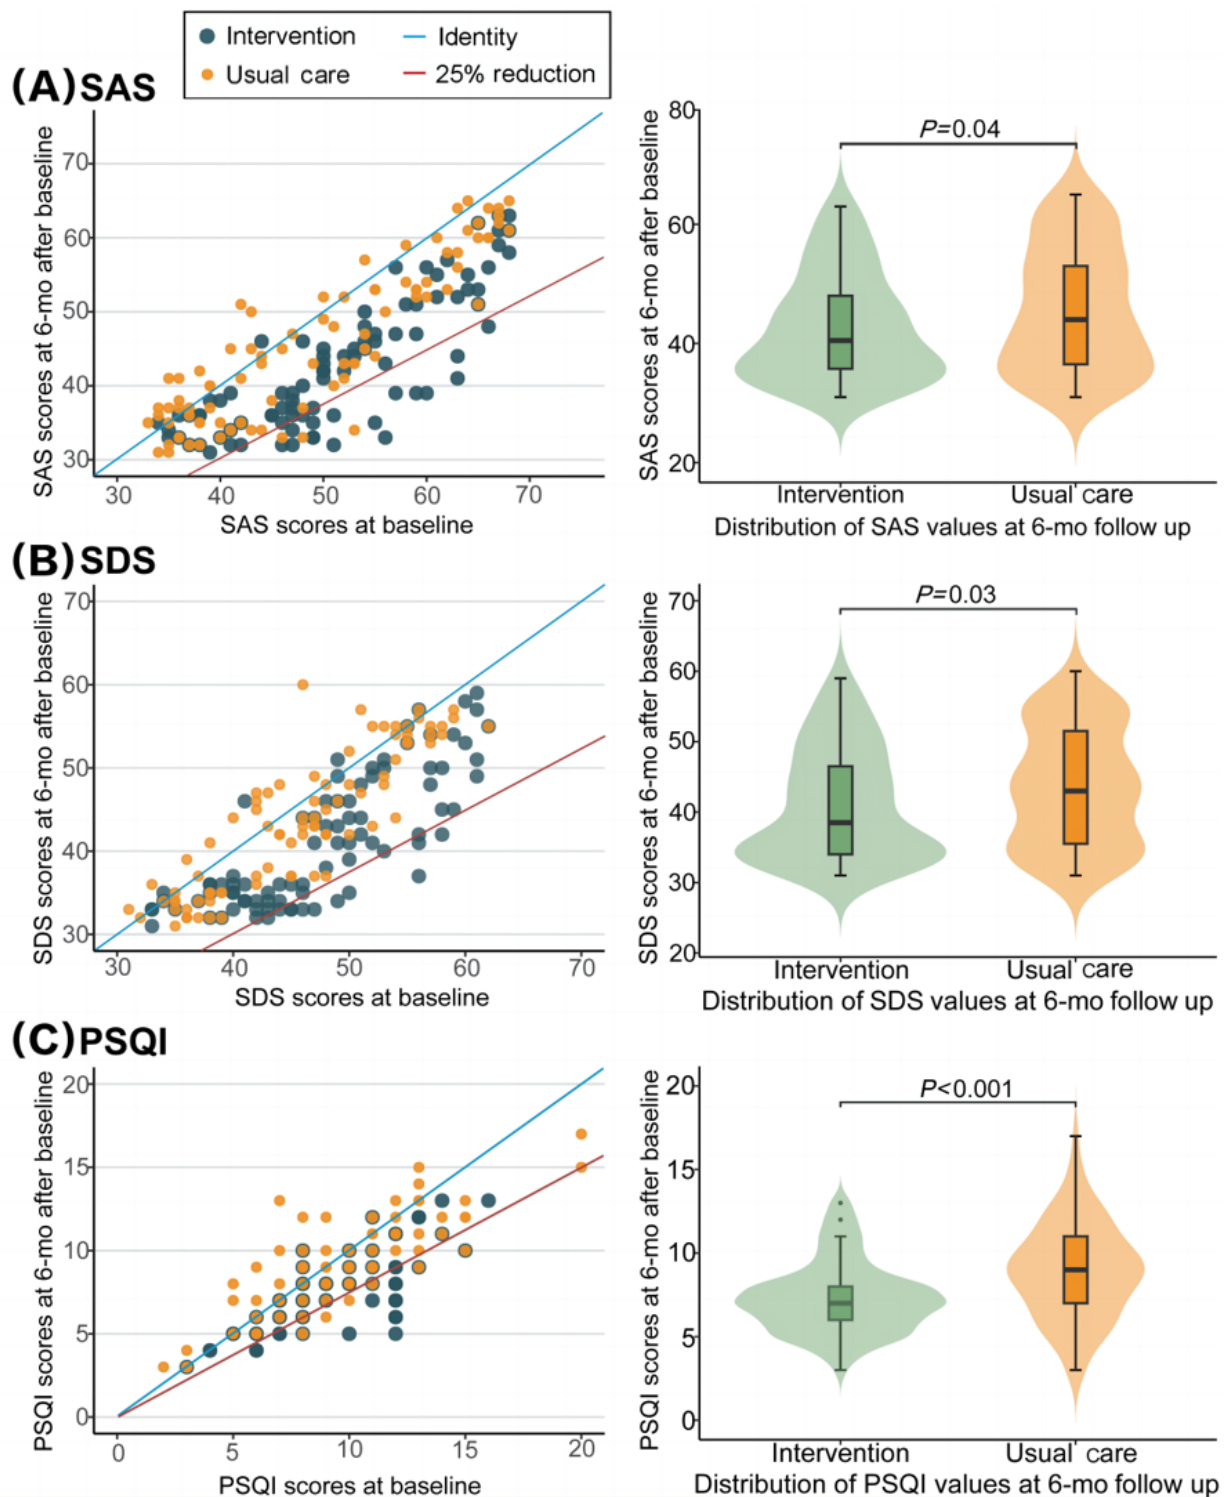 Intervention
Identity
Usual care
25% reduction
(A) SAS
SAS scores at 6-mo after baseline
70
60
50
40
30
30 40 50 60 70
SAS scores at baseline
SAS scores at 6-mo after baseline
80
60
40
20
P=0.04
Intervention Usual care
Distribution of SAS values at 6-mo follow up
(B) SDS
SDS scores at 6-mo after baseline
70
60
50
40
30
30 40 50 60 70
SDS scores at baseline
SDS scores at 6-mo after baseline
70
60
50
40
30
20
P=0.03
Intervention Usual care
Distribution of SDS values at 6-mo follow up
(C) PSQI
PSQI scores at 6-mo after baseline
20
15
10
5
0
0 5 10 15 20
PSQI scores at baseline
PSQI scores at 6-mo after baseline
20
15
10
5
0
P<0.001
Intervention Usual care
Distribution of PSQI values at 6-mo follow up